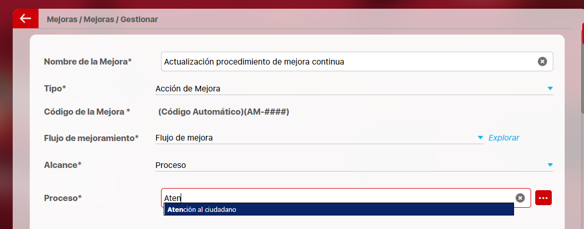 Mejoras / Mejoras / Gestionar
Nombre de la Mejora* Actualización procedimiento de mejora continua
Tipo* Acción de Mejora
Código de la Mejora * (Código Automático)(AM-####)
Flujo de mejoramiento* Flujo de mejora Explorar
Alcance* Proceso
Proceso* Aten
Atención al ciudadano